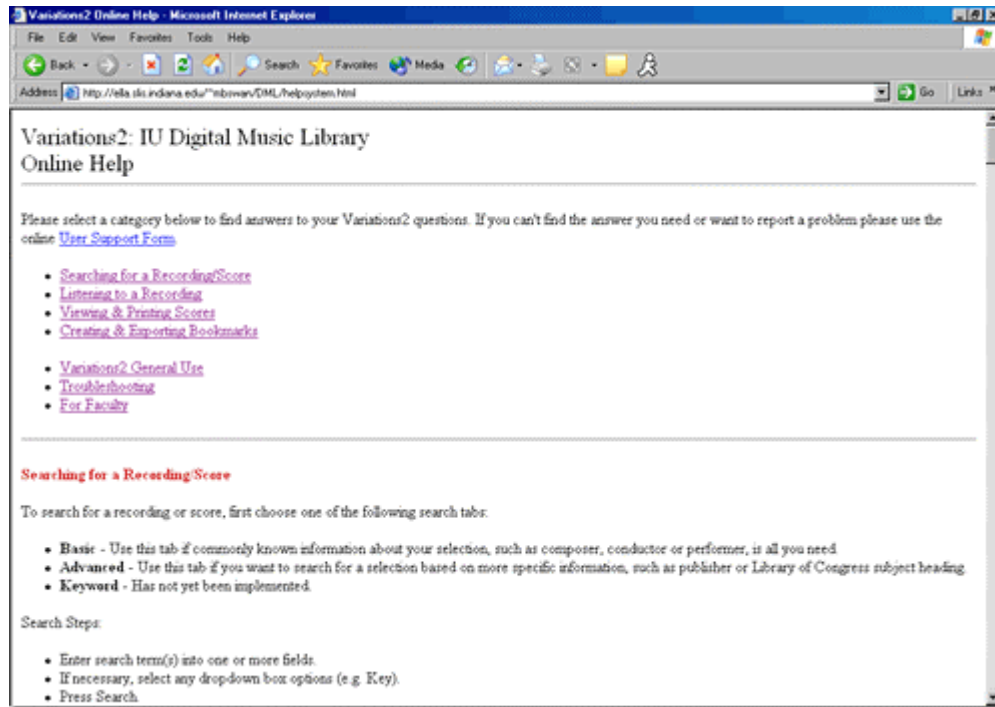 Variations2 Online Help - Microsoft Internet Explorer
File Edit View Favorites Tools Help
Back Search Favorites Media
Address http://ella.slis.indiana.edu/~mbswan/DML/helpsystem.html Go Links »
Variations2: IU Digital Music Library
Online Help
Please select a category below to find answers to your Variations2 questions. If you can't find the answer you need or want to report a problem please use the
online User Support Form.
• Searching for a Recording/Score
• Listening to a Recording
• Viewing & Printing Scores
• Creating & Exporting Bookmarks
• Variations2 General Use
• Troubleshooting
• For Faculty
Searching for a Recording/Score
To search for a recording or score, first choose one of the following search tabs:
• Basic - Use this tab if commonly known information about your selection, such as composer, conductor or performer, is all you need.
• Advanced - Use this tab if you want to search for a selection based on more specific information, such as publisher or Library of Congress subject heading.
• Keyword - Has not yet been implemented.
Search Steps:
• Enter search term(s) into one or more fields.
• If necessary, select any dropdown box options (e.g. Key).
• Press Search.